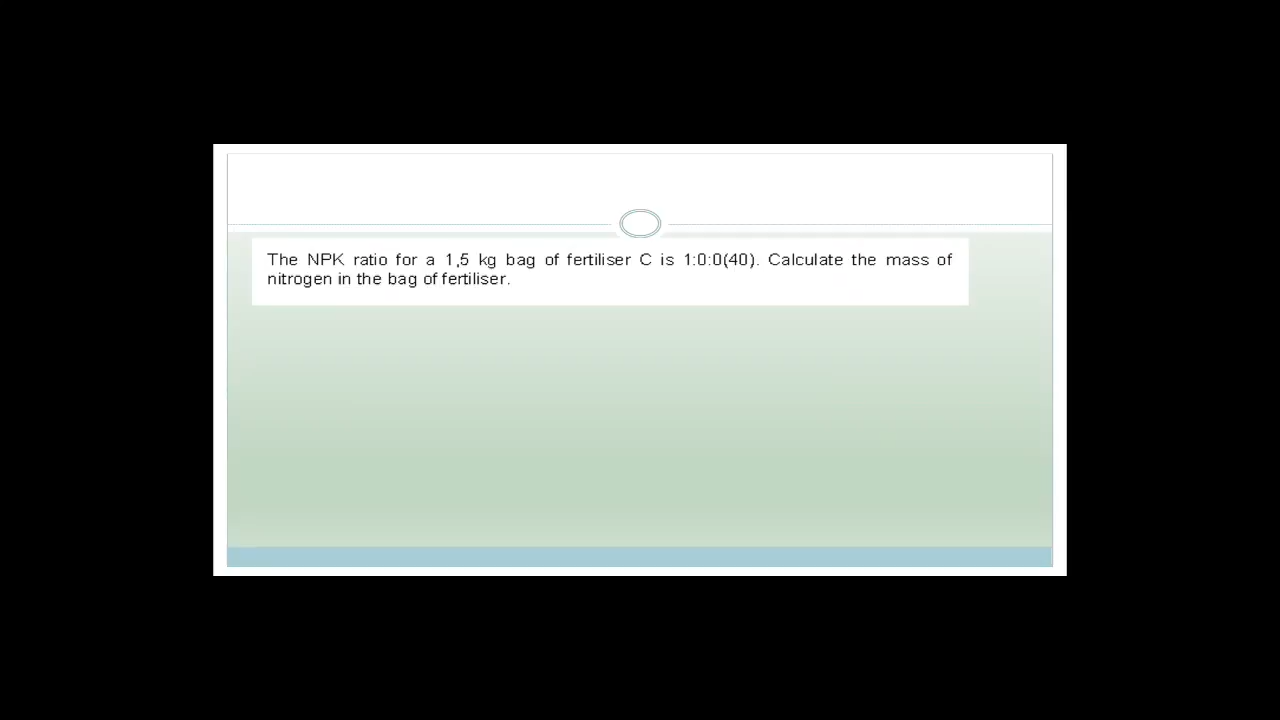 The NPK ratio for a 1,5 kg bag of fertiliser C is 1:0:0(40). Calculate the mass of
nitrogen in the bag of fertiliser.